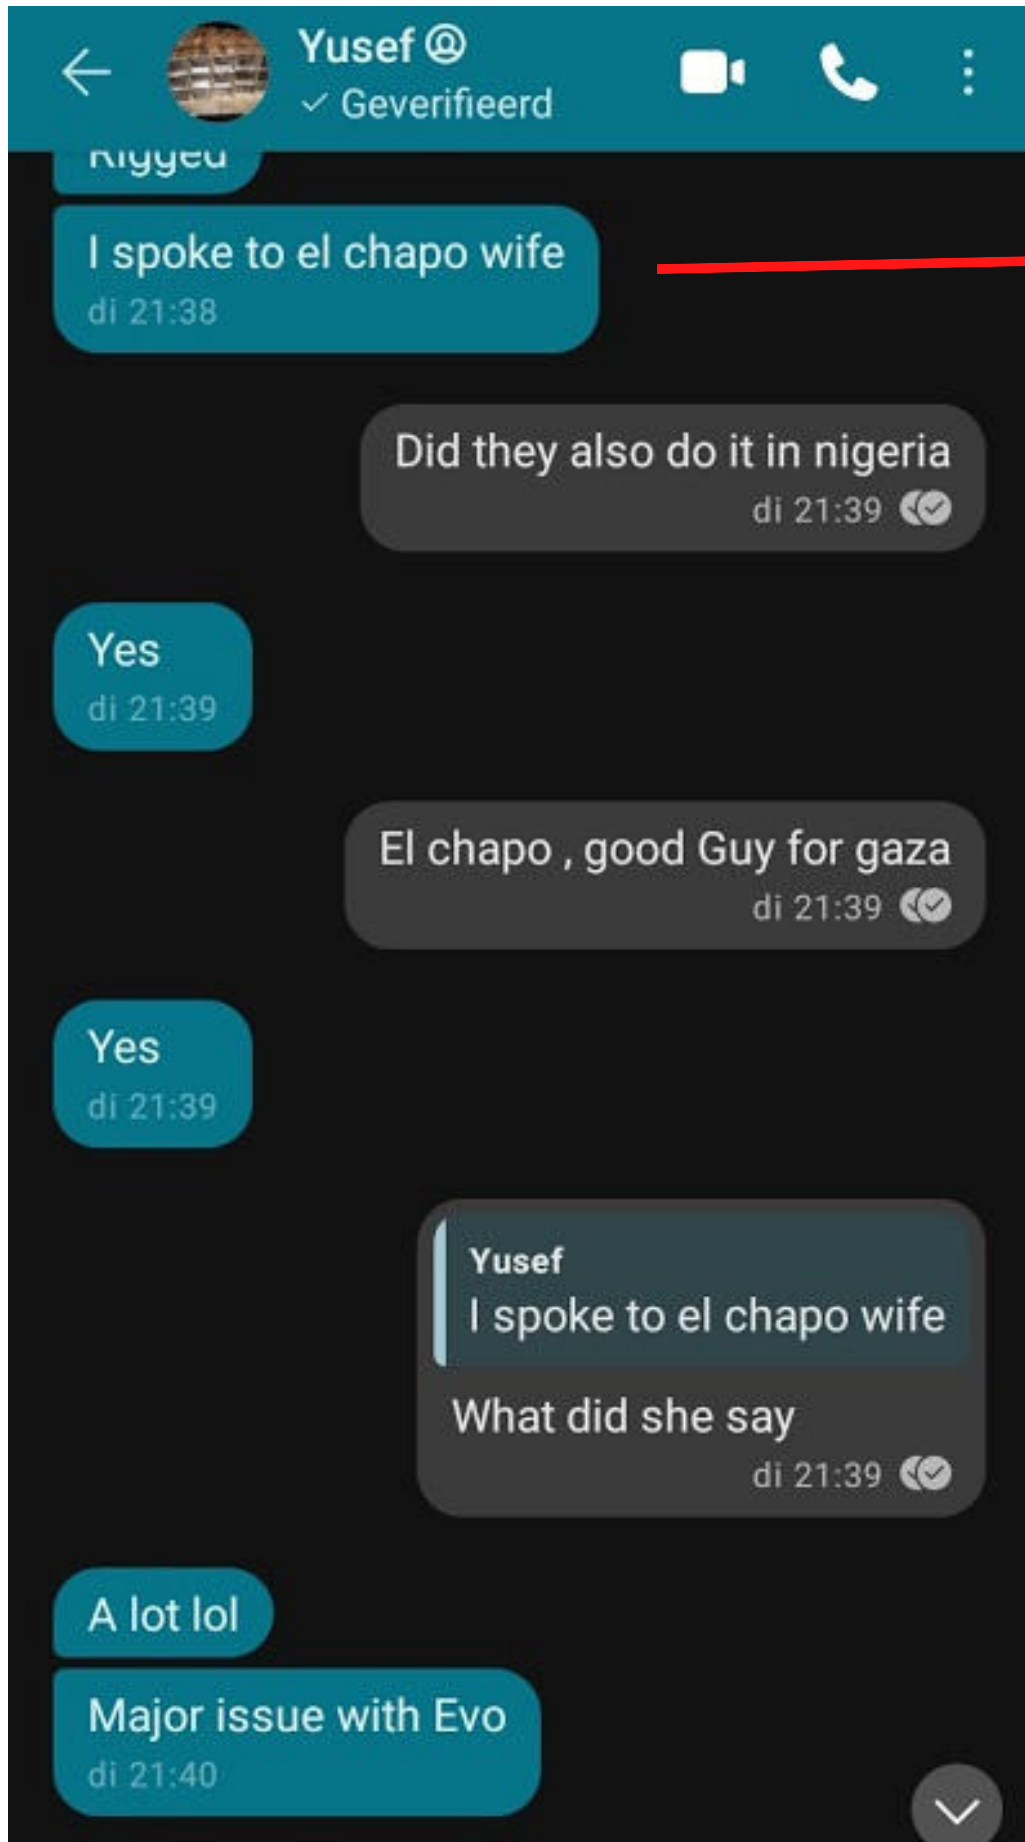 Yusef
Geverifieerd
Rigged
I spoke to el chapo wife
di 21:38
Did they also do it in nigeria
di 21:39
Yes
di 21:39
El chapo , good Guy for gaza
di 21:39
Yes
di 21:39
Yusef
I spoke to el chapo wife
What did she say
di 21:39
A lot lol
Major issue with Evo
di 21:40